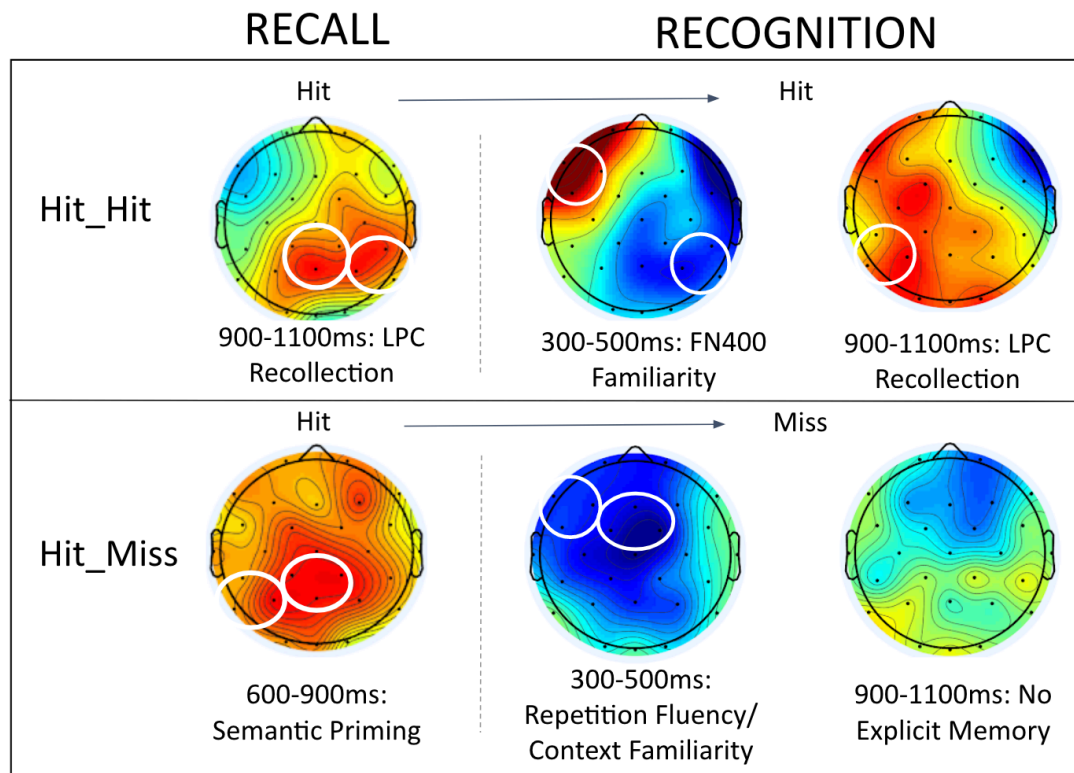 RECALL
RECOGNITION
Hit
Hit
Hit_Hit
900-1100ms: LPC
Recollection
300-500ms: FN400
Familiarity
900-1100ms: LPC
Recollection
Hit
Miss
Hit_Miss
600-900ms:
Semantic Priming
300-500ms:
Repetition Fluency/
Context Familiarity
900-1100ms: No
Explicit Memory